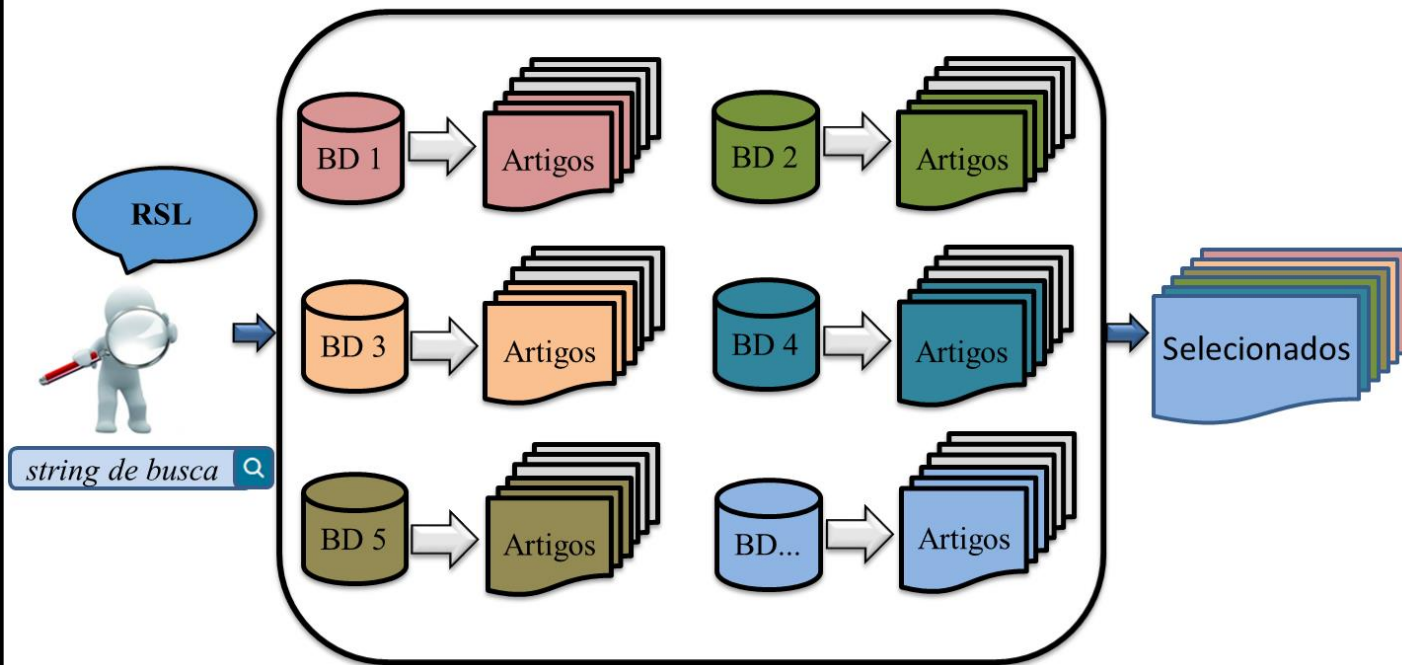 RSL
string de busca
BD 1
Artigos
BD 2
Artigos
BD 3
Artigos
BD 4
Artigos
BD 5
Artigos
BD...
Artigos
Selecionados